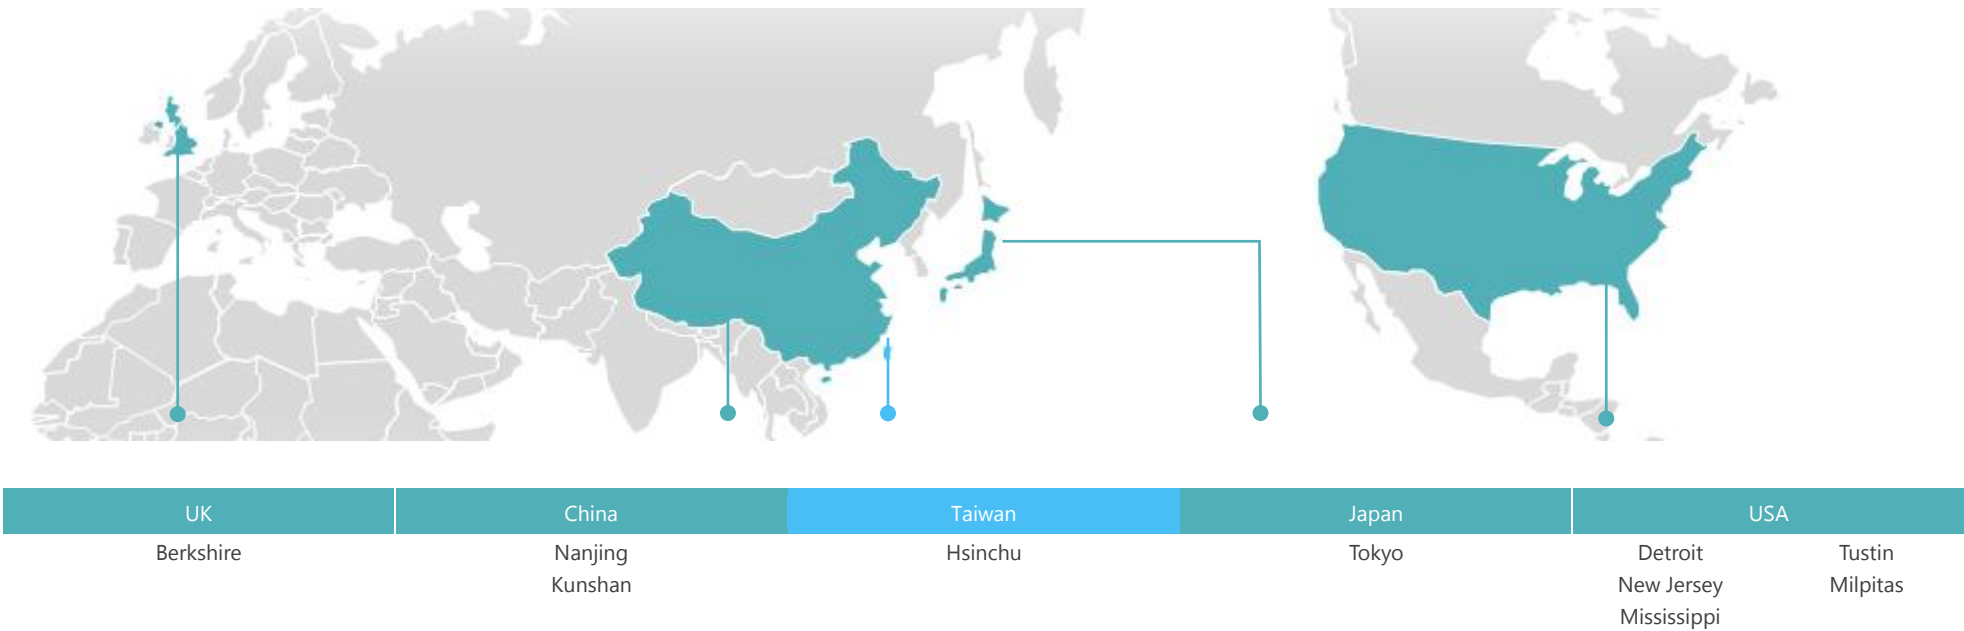 UK China Taiwan Japan USA
Berkshire Nanjing Hsinchu Tokyo Detroit Tustin
Kunshan New Jersey Milpitas
Mississippi